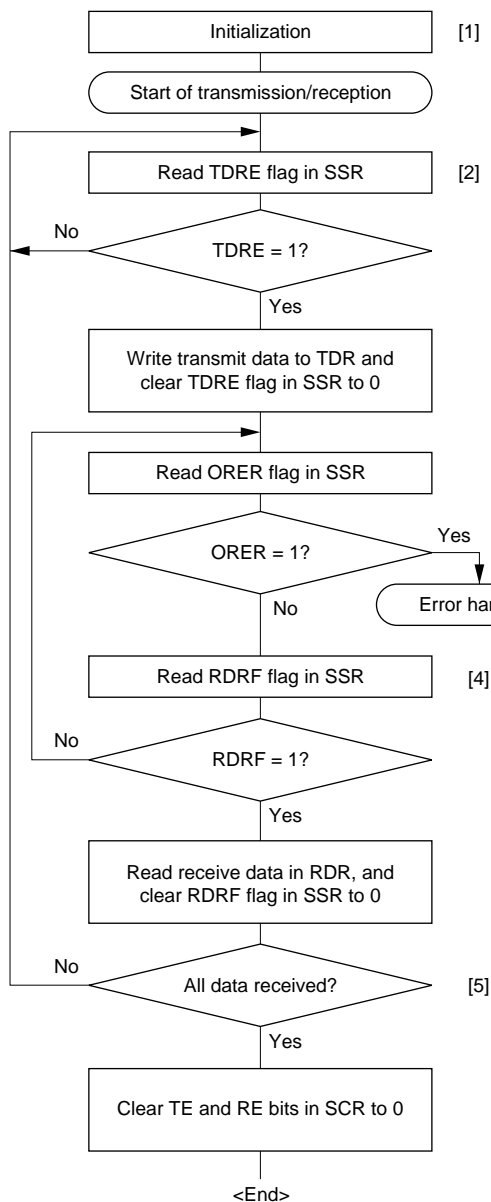 Initialization [1]
Start of transmission/reception
Read TDRE flag in SSR [2]
No
TDRE = 1?
Yes
Write transmit data to TDR and
clear TDRE flag in SSR to 0
Read ORER flag in SSR
Yes
ORER = 1?
No
Error
Read RDRF flag in SSR [4]
No
RDRF = 1?
Yes
Read receive data in RDR, and
clear RDRF flag in SSR to 0
No
All data received? [5]
Yes
Clear TE and RE bits in SCR to 0
<End>